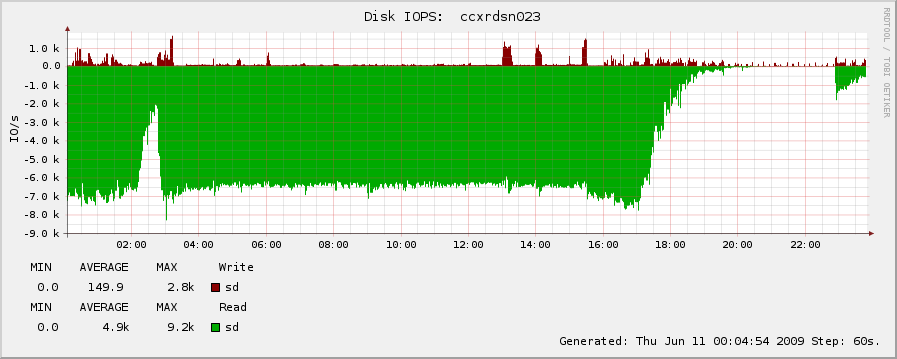 Disk IOPS:  ccxrdsn023
RRDTOOL / TOBI OETIKER
IO/s
1.0 k
0.0
-1.0 k
-2.0 k
-3.0 k
-4.0 k
-5.0 k
-6.0 k
-7.0 k
-8.0 k
-9.0 k
02:00 04:00 06:00 08:00 10:00 12:00 14:00 16:00 18:00 20:00 22:00
MIN AVERAGE MAX Write
0.0 149.9 2.8k sd
MIN AVERAGE MAX Read
0.0 4.9k 9.2k sd
Generated: Thu Jun 11 00:04:54 2009 Step: 60s.